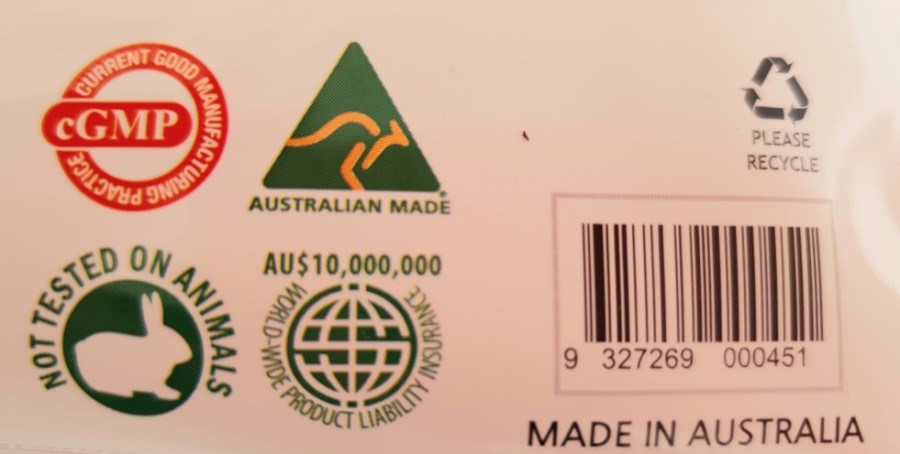 CURRENT GOOD MANUFACTURING PRACTICE
cGMP
AUSTRALIAN MADE
PLEASE
RECYCLE
NOT TESTED ON ANIMALS
AU$10,000,000
WORLD-WIDE PRODUCT LIABILITY INSURANCE
9 327269 000451
MADE IN AUSTRALIA